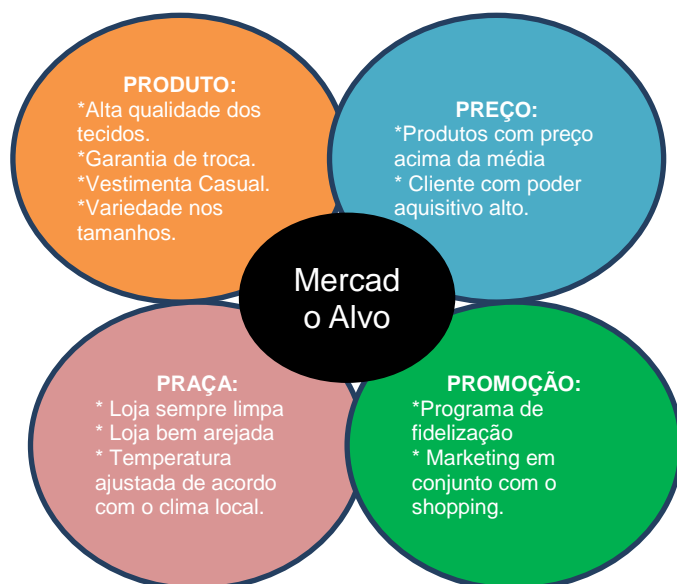 PRODUTO:
*Alta qualidade dos
tecidos.
*Garantia de troca.
*Vestimenta Casual.
*Variedade nos
tamanhos.
PREÇO:
*Produtos com preço
acima da média
* Cliente com poder
aquisitivo alto.
Mercad
o Alvo
PRAÇA:
* Loja sempre limpa
* Loja bem arejada
* Temperatura
ajustada de acordo
com o clima local.
PROMOÇÃO:
*Programa de
fidelização
* Marketing em
conjunto com o
shopping.